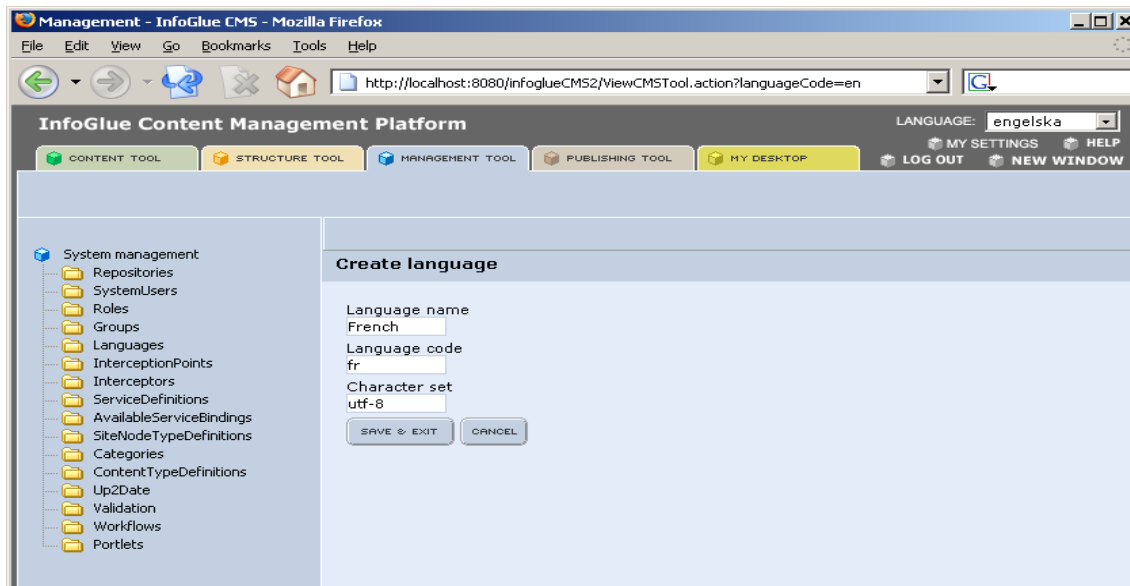 Management - InfoGlue CMS - Mozilla Firefox
File Edit View Go Bookmarks Tools Help
http://localhost:8080/infoglueCMS2/ViewCMSTool.action?languageCode=en
G
InfoGlue Content Management Platform
LANGUAGE: engelska
MY SETTINGS HELP
LOG OUT NEW WINDOW
CONTENT TOOL STRUCTURE TOOL MANAGEMENT TOOL PUBLISHING TOOL MY DESKTOP
System management
Repositories
SystemUsers
Roles
Groups
Languages
InterceptionPoints
Interceptors
ServiceDefinitions
AvailableServiceBindings
SiteNodeTypeDefinitions
Categories
ContentTypeDefinitions
Up2Date
Validation
Workflows
Portlets
Create language
Language name
French
Language code
fr
Character set
utf-8
SAVE & EXIT CANCEL